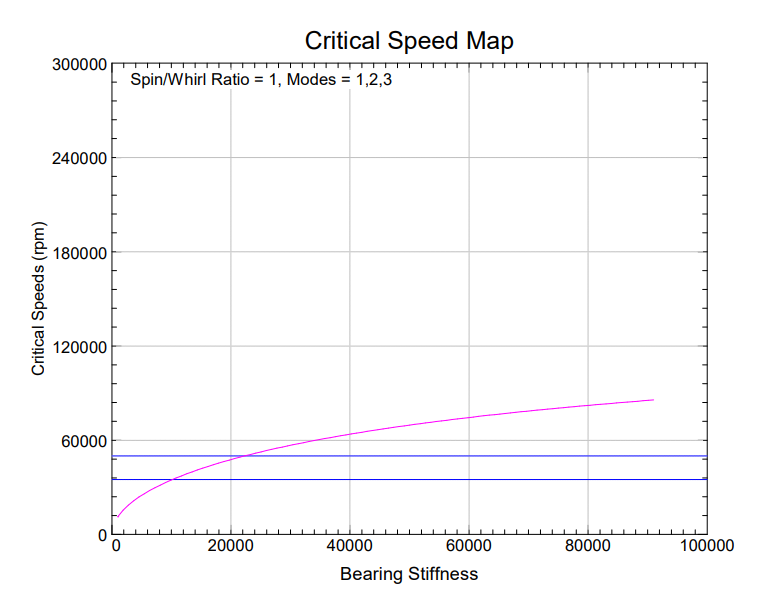 Critical Speed Map
Spin/Whirl Ratio = 1, Modes = 1,2,3
Critical Speeds (rpm)
300000
240000
180000
120000
60000
0
0 20000 40000 60000 80000 100000
Bearing Stiffness